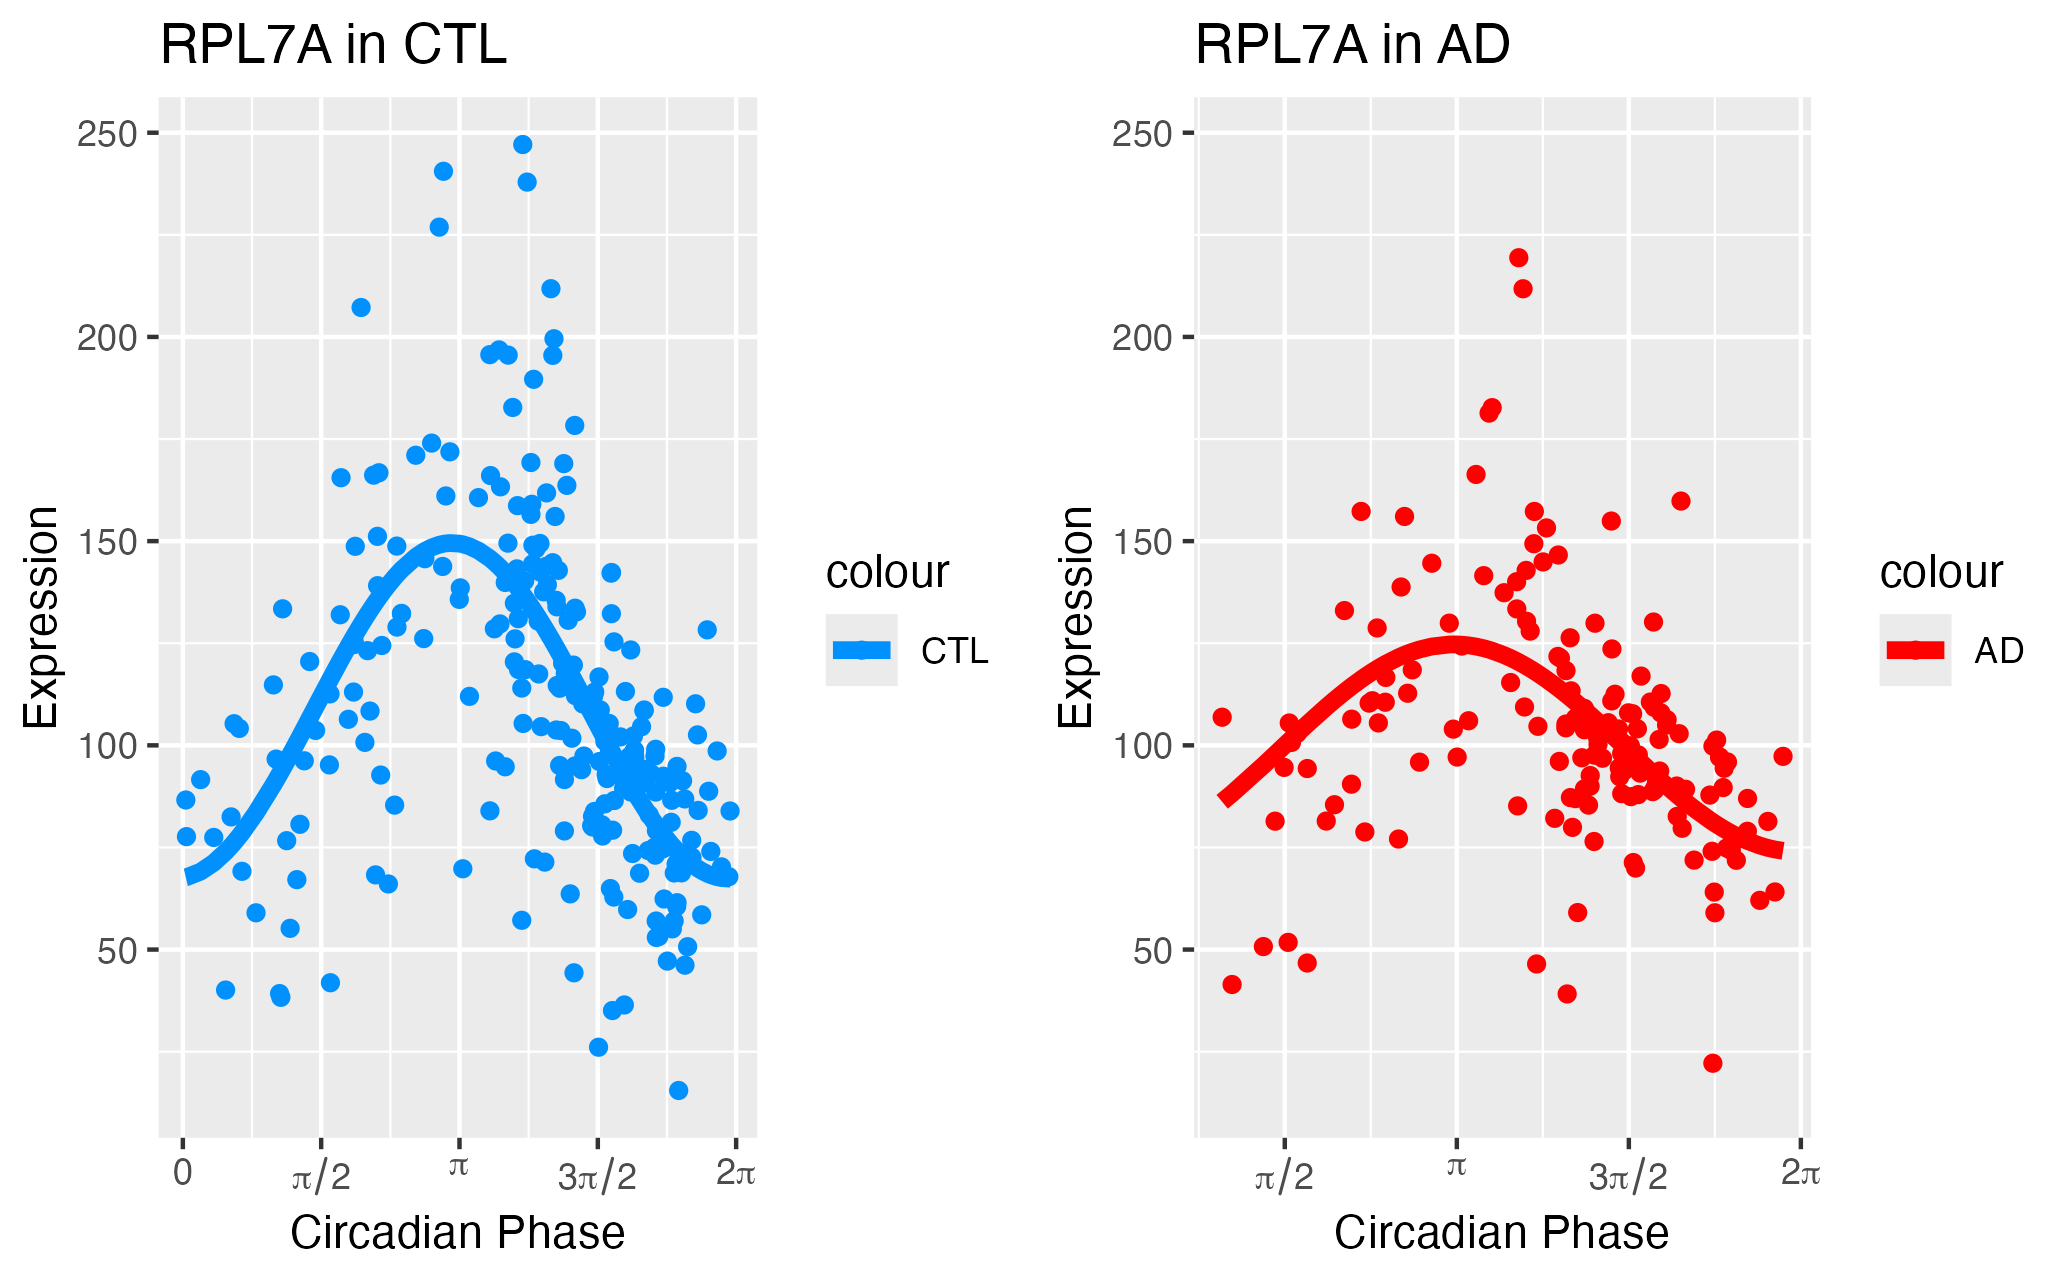 RPL7A in CTL
250
200
150
100
50
Expression
0
π/2
π
3π/2
2π
Circadian Phase
colour
CTL
RPL7A in AD
250
200
150
100
50
Expression
π/2
π
3π/2
2π
Circadian Phase
colour
AD